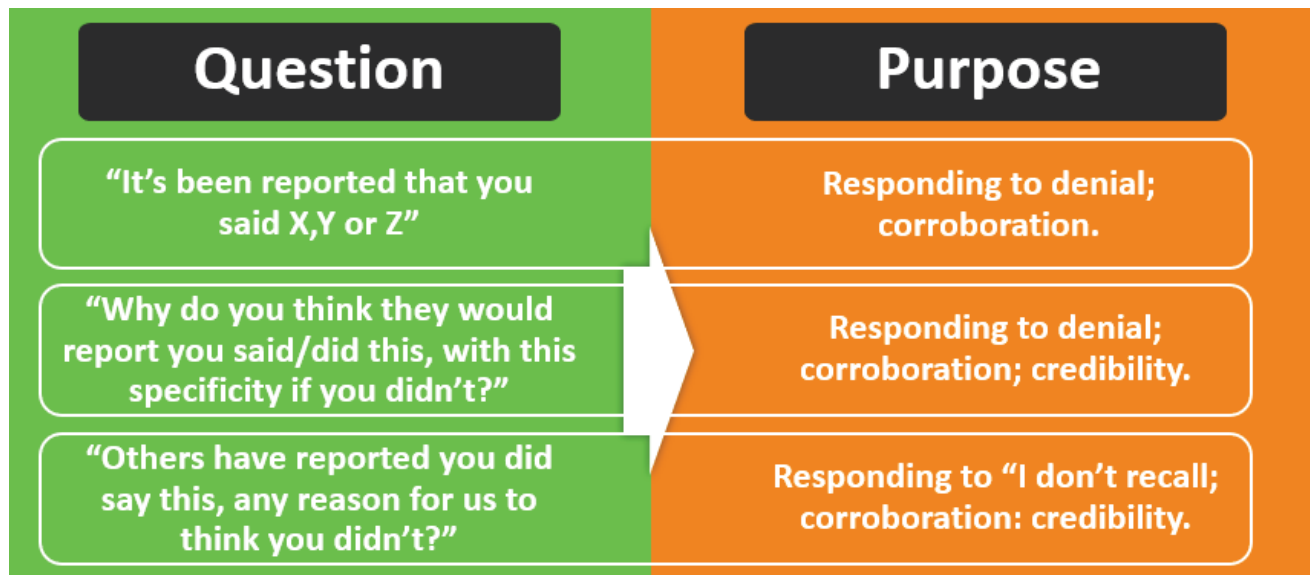 Question
Purpose
“It’s been reported that you
said X,Y or Z”
Responding to denial;
corroboration.
“Why do you think they would
report you said/did this, with this
specificity if you didn’t?”
Responding to denial;
corroboration; credibility.
“Others have reported you did
say this, any reason for us to
think you didn’t?”
Responding to “I don’t recall;
corroboration: credibility.